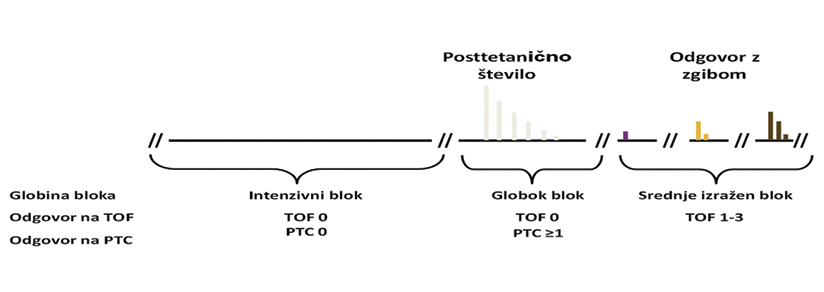 Posttetanično
število
Odgovor z
zgibom
Globina bloka
Intenzivni blok
Globok blok
Srednje izražen blok
Odgovor na TOF
TOF 0
TOF 0
TOF 1-3
Odgovor na PTC
PTC 0
PTC ≥1